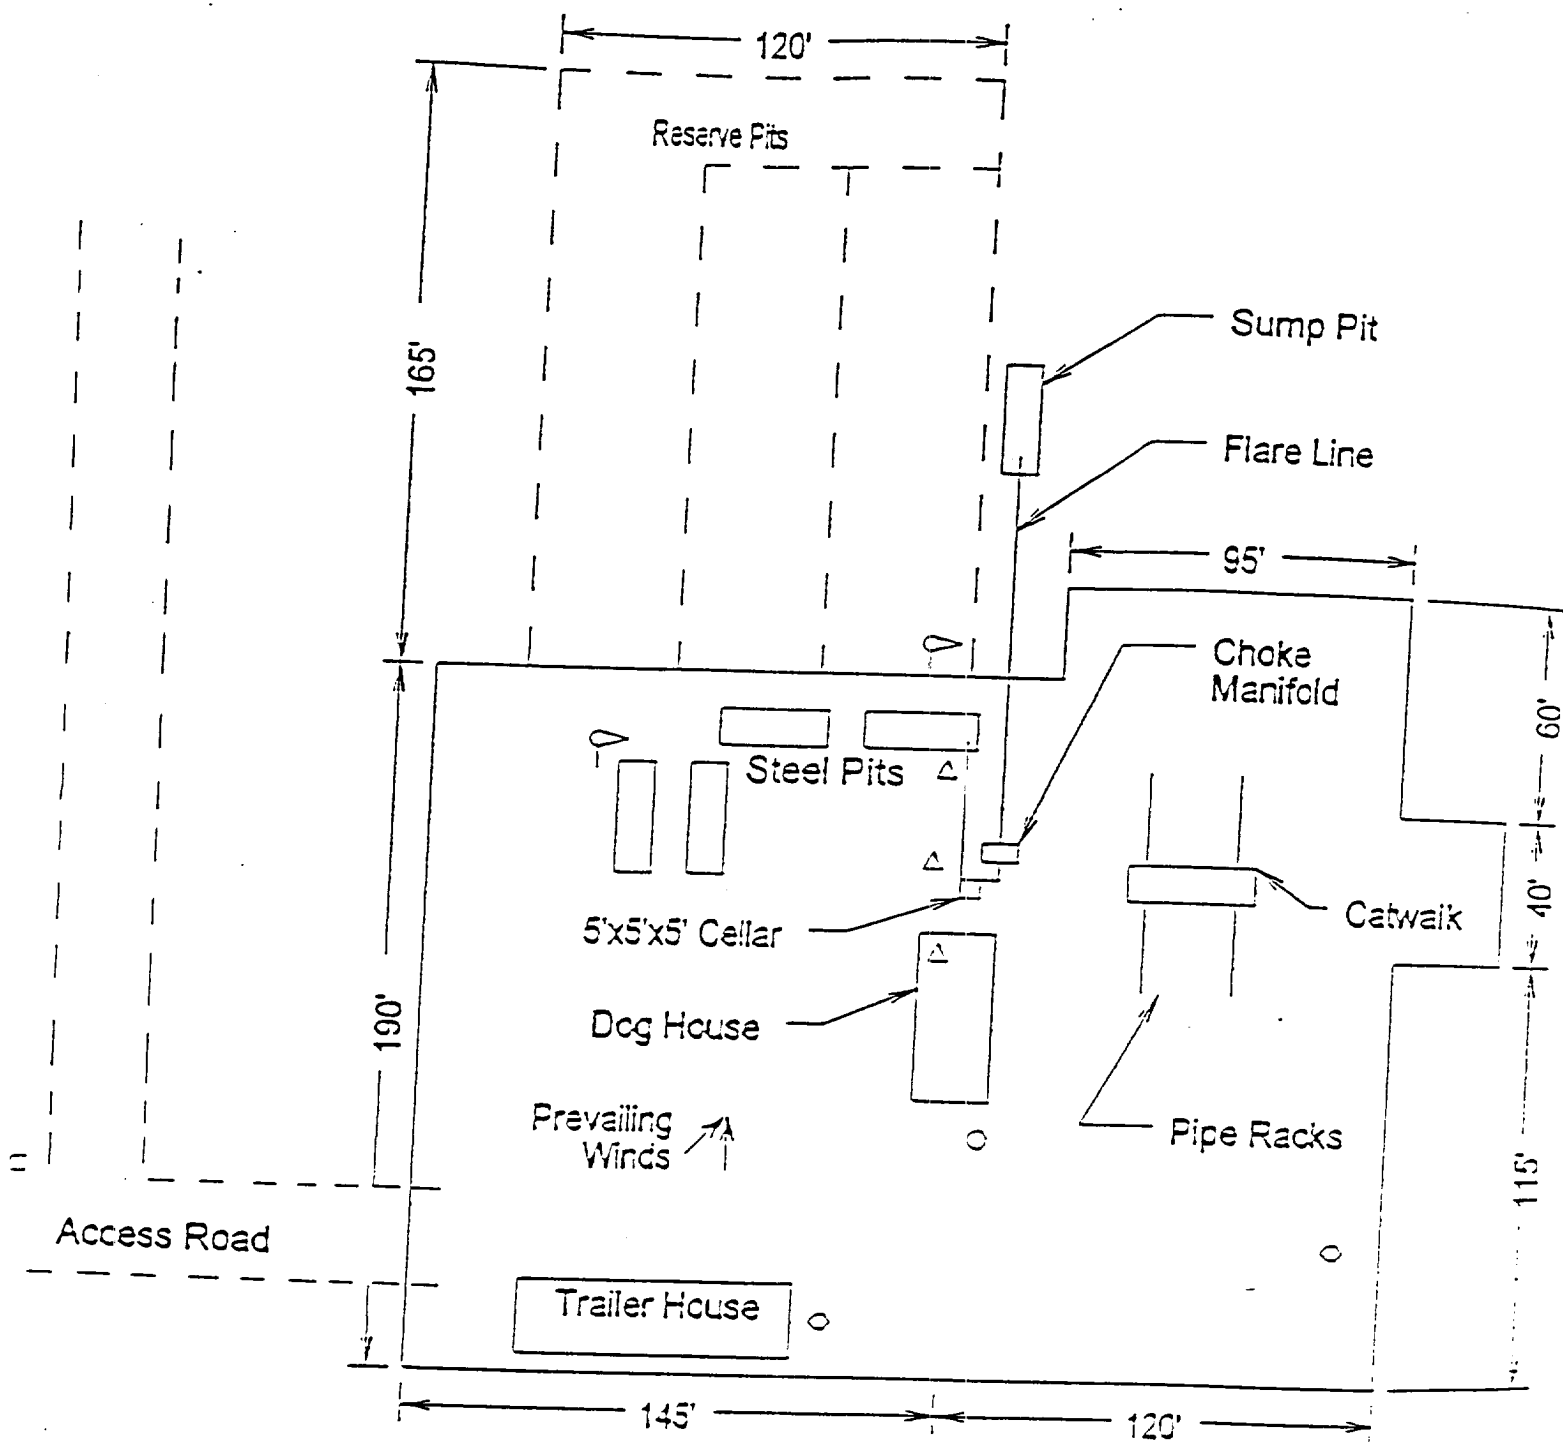 120'
Reserve Pits
Sump Pit
165'
Flare Line
95'
Choke
Manifold
60'
Steel Pits
40'
Catwalk
5'x5'x5' Cellar
190'
Dog House
Prevailing
Winds
Pipe Racks
115'
Access Road
Trailer House
145'
120'